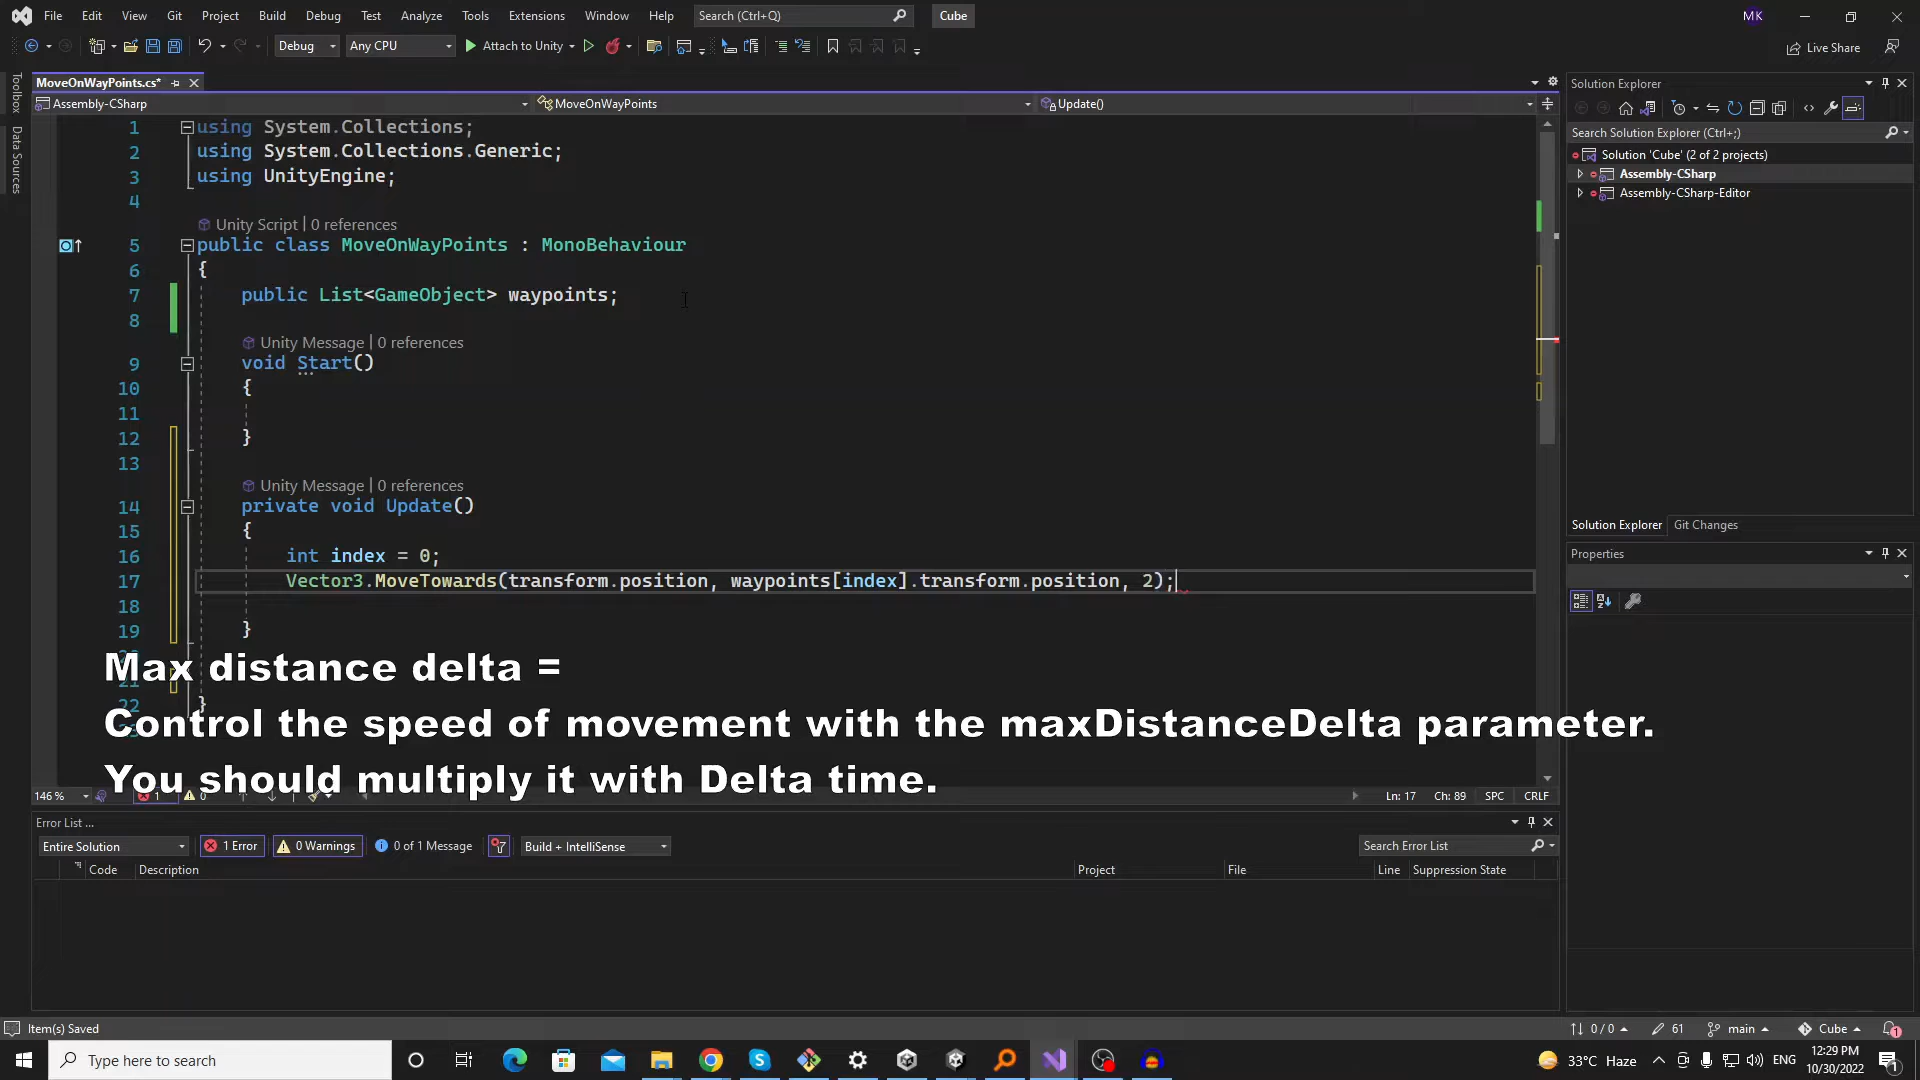 File Edit View Git Project Build Debug Test Analyze Tools Extensions Window Help Search (Ctrl+Q) Cube MK
Debug Any CPU Attach to Unity Live Share
MoveOnWayPoints.cs*
Assembly-CSharp MoveOnWayPoints Update()
Toolbox
Data Sources
1 using System.Collections;
2 using System.Collections.Generic;
3 using UnityEngine;
4
Unity Script | 0 references
5 public class MoveOnWayPoints : MonoBehaviour
6 {
7 public List<GameObject> waypoints;
8
Unity Message | 0 references
9 void Start()
10 {
11
12 }
13
Unity Message | 0 references
14 private void Update()
15 {
16 int index = 0;
17 Vector3.MoveTowards(transform.position, waypoints[index].transform.position, 2);
18
19 }
22 }
Max distance delta =
Control the speed of movement with the maxDistanceDelta parameter.
You should multiply it with Delta time.
146 % 1 0 Ln: 17 Ch: 89 SPC CRLF
Error List ...
Entire Solution 1 Error 0 Warnings 0 of 1 Message Build + IntelliSense Search Error List
Code Description Project File Line Suppression State
Solution Explorer
Search Solution Explorer (Ctrl+;)
Solution 'Cube' (2 of 2 projects)
Assembly-CSharp
Assembly-CSharp-Editor
Solution Explorer Git Changes
Properties
Item(s) Saved 0 / 0 61 main Cube 1
Type here to search 33°C Haze ENG 12:29 PM
10/30/2022 1